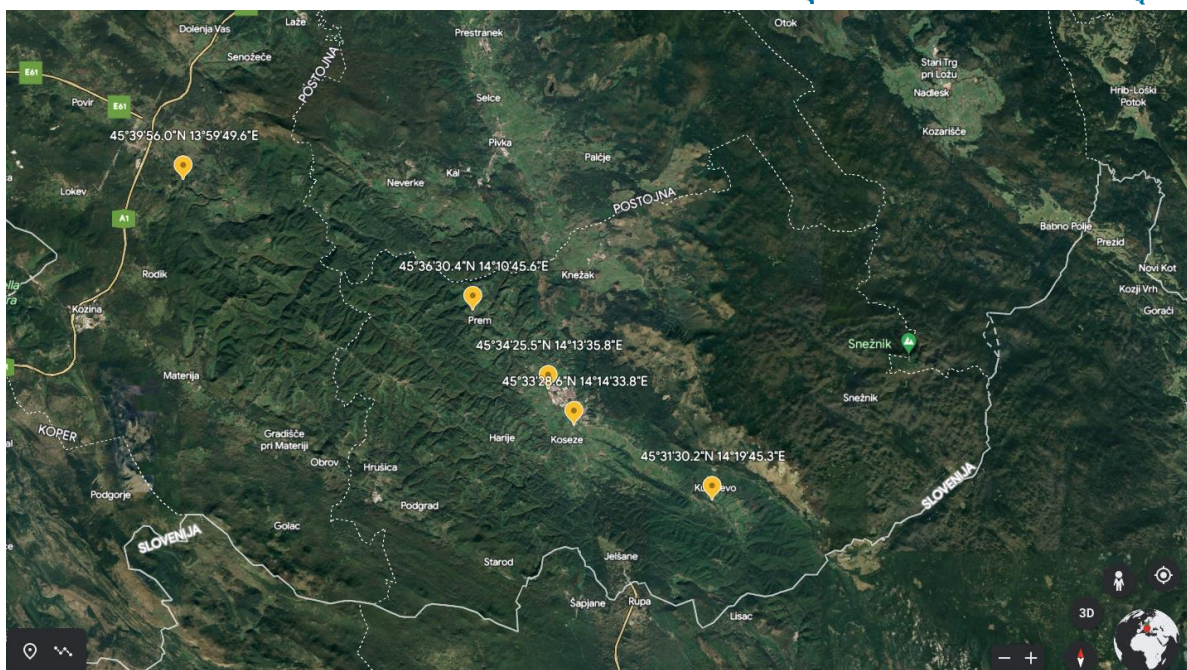 Dolenja Vas
Laže
Prestranek
Otok
Senožeče
E61
POSTOJNA
Stari Trg
pri Ložu
Selce
Nadlesk
Hrib-Loški
Potok
Povir
E61
45°39'56.0"N 13°59'49.6"E
Kozarišče
Pivka
Palčje
Kal
Neverke
Lokev
POSTOJNA
A1
Babno Polje
Prezid
Rodik
45°36'30.4"N 14°10'45.6"E
Knežak
Novi Kot
Kozji Vrh
Gorači
Kozina
Prem
45°34'25.5"N 14°13'35.8"E
Snežnik
Materija
45°33'28.6"N 14°14'33.8"E
Snežnik
KOPER
Gradišče
pri Materiji
Harije
Koseze
Obrov
Hrušica
45°31'30.2"N 14°19'45.3"E
Podgorje
Podgrad
SLOVENIJA
Golac
SLOVENIJA
Starod
Jelšane
Šapjane
Rupa
Lisac
3D